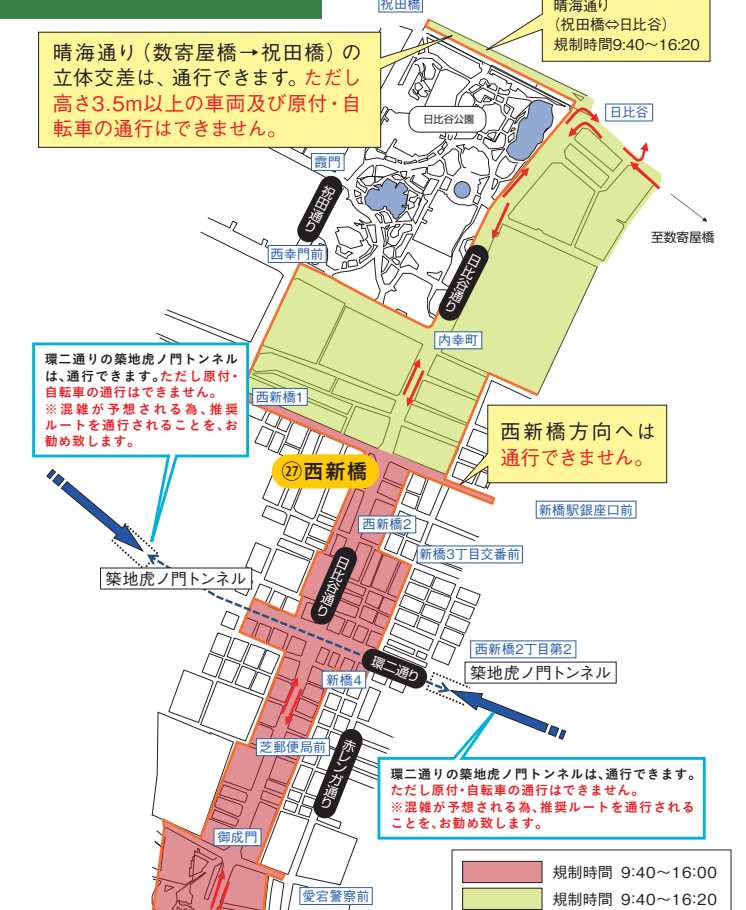 祝田橋
晴海通り
(祝田橋⇔日比谷)
規制時間9:40〜16:20
晴海通り(数寄屋橋→祝田橋)の
立体交差は、通行できます。ただし
高さ3.5m以上の車両及び原付・自
転車の通行はできません。
日比谷公園
日比谷
霞門
祝田通り
至数寄屋橋
西幸門前
日比谷通り
内幸町
環二通りの築地虎ノ門トンネル
は、通行できます。ただし原付・
自転車の通行はできません。
※混雑が予想される為、推奨
ルートを通行されることを、お
勧め致します。
西新橋1
西新橋方向へは
通行できません。
㉗西新橋
新橋駅銀座口前
西新橋2
新橋3丁目交番前
築地虎ノ門トンネル
日比谷通り
西新橋2丁目第2
環二通り
築地虎ノ門トンネル
新橋4
芝郵便局前
赤レンガ通り
環二通りの築地虎ノ門トンネルは、通行できます。
ただし原付・自転車の通行はできません。
※混雑が予想される為、推奨ルートを通行される
ことを、お勧め致します。
御成門
愛宕警察前
規制時間 9:40〜16:00
規制時間 9:40〜16:20